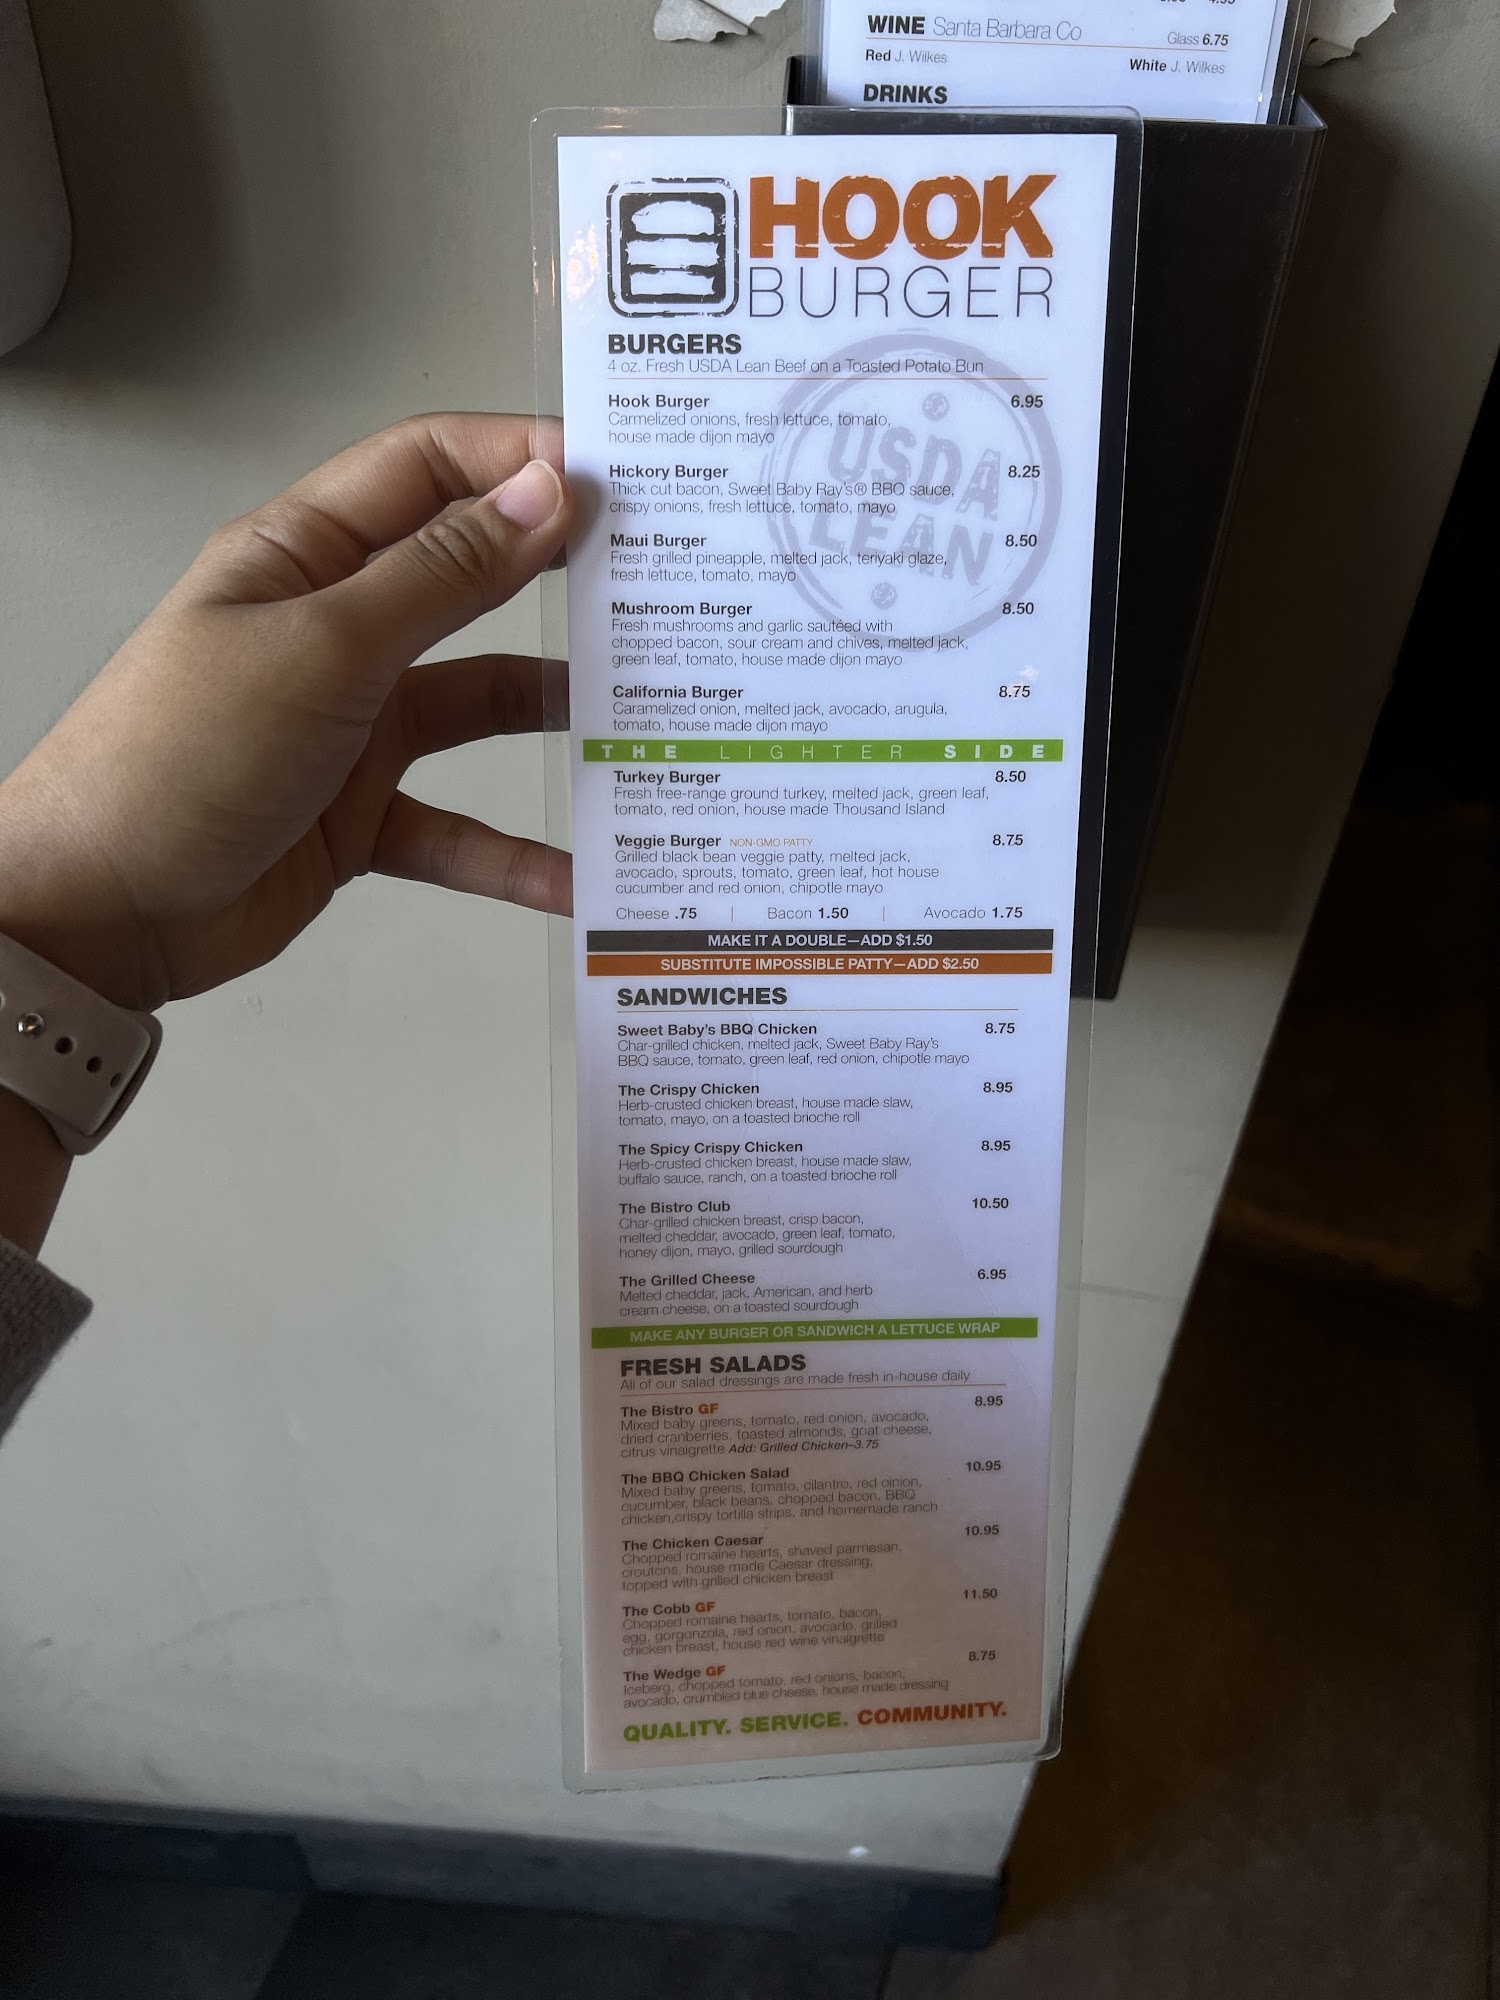 WINE Santa Barbara Co Glass 6.75
Red J. Wilkes White J. Wilkes
DRINKS
HOOK
BURGER
BURGERS
4 oz. Fresh USDA Lean Beef on a Toasted Potato Bun
USDA
LEAN
Hook Burger 6.95
Carmelized onions, fresh lettuce, tomato,
house made dijon mayo
Hickory Burger 8.25
Thick cut bacon, Sweet Baby Ray's® BBQ sauce,
crispy onions, fresh lettuce, tomato, mayo
Maui Burger 8.50
Fresh grilled pineapple, melted jack, teriyaki glaze,
fresh lettuce, tomato, mayo
Mushroom Burger 8.50
Fresh mushrooms and garlic sautéed with
chopped bacon, sour cream and chives, melted jack,
green leaf, tomato, house made dijon mayo
California Burger 8.75
Caramelized onion, melted jack, avocado, arugula,
tomato, house made dijon mayo
THE LIGHTER SIDE
Turkey Burger 8.50
Fresh free-range ground turkey, melted jack, green leaf,
tomato, red onion, house made Thousand Island
Veggie Burger NON-GMO PATTY 8.75
Grilled black bean veggie patty, melted jack,
avocado, sprouts, tomato, green leaf, hot house
cucumber and red onion, chipotle mayo
Cheese .75 | Bacon 1.50 | Avocado 1.75
MAKE IT A DOUBLE—ADD $1.50
SUBSTITUTE IMPOSSIBLE PATTY—ADD $2.50
SANDWICHES
Sweet Baby's BBQ Chicken 8.75
Char-grilled chicken, melted jack, Sweet Baby Ray's
BBQ sauce, tomato, green leaf, red onion, chipotle mayo
The Crispy Chicken 8.95
Herb-crusted chicken breast, house made slaw,
tomato, mayo, on a toasted brioche roll
The Spicy Crispy Chicken 8.95
Herb-crusted chicken breast, house made slaw,
buffalo sauce, ranch, on a toasted brioche roll
The Bistro Club 10.50
Char-grilled chicken breast, crisp bacon,
melted cheddar, avocado, green leaf, tomato,
honey dijon, mayo, grilled sourdough
The Grilled Cheese 6.95
Melted cheddar, jack, American, and herb
cream cheese, on a toasted sourdough
MAKE ANY BURGER OR SANDWICH A LETTUCE WRAP
FRESH SALADS
All of our salad dressings are made fresh in-house daily
The Bistro GF 8.95
Mixed baby greens, tomato, red onion, avocado,
dried cranberries, toasted almonds, goat cheese,
citrus vinaigrette Add: Grilled Chicken–3.75
The BBQ Chicken Salad 10.95
Mixed baby greens, tomato, cilantro, red oinion,
cucumber, black beans, chopped bacon, BBQ
chicken,crispy tortilla strips, and homemade ranch
The Chicken Caesar 10.95
Chopped romaine hearts, shaved parmesan,
croutons, house made Caesar dressing,
topped with grilled chicken breast
The Cobb GF 11.50
Chopped romaine hearts, tomato, bacon,
egg, gorgonzola, red onion, avocado, grilled
chicken breast, house red wine vinaigrette
The Wedge GF 8.75
Iceberg, chopped tomato, red onions, bacon,
avocado, crumbled blue cheese, house made dressing
QUALITY. SERVICE. COMMUNITY.